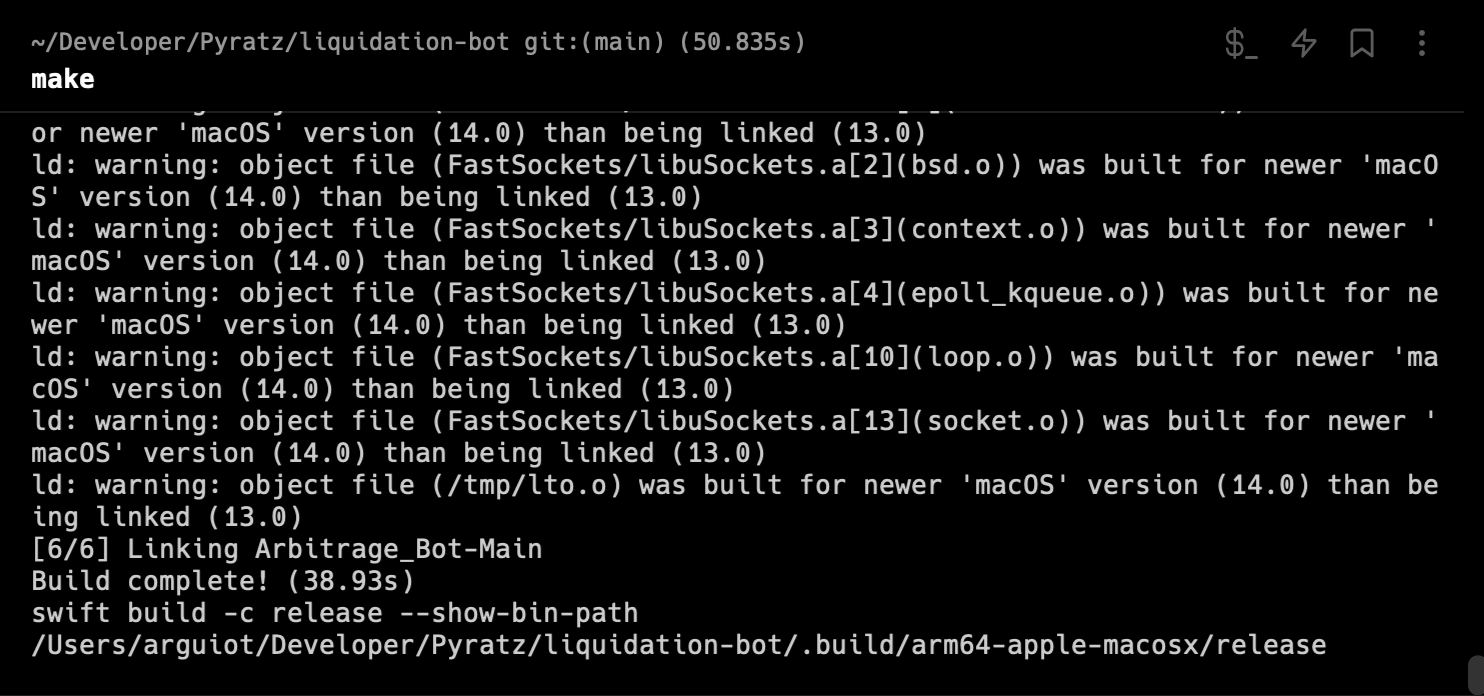 ~/Developer/Pyratz/liquidation-bot git:(main) (50.835s)
make
or newer 'macOS' version (14.0) than being linked (13.0)
ld: warning: object file (FastSockets/libuSockets.a[2](bsd.o)) was built for newer 'macO
S' version (14.0) than being linked (13.0)
ld: warning: object file (FastSockets/libuSockets.a[3](context.o)) was built for newer '
macOS' version (14.0) than being linked (13.0)
ld: warning: object file (FastSockets/libuSockets.a[4](epoll_kqueue.o)) was built for ne
wer 'macOS' version (14.0) than being linked (13.0)
ld: warning: object file (FastSockets/libuSockets.a[10](loop.o)) was built for newer 'ma
cOS' version (14.0) than being linked (13.0)
ld: warning: object file (FastSockets/libuSockets.a[13](socket.o)) was built for newer '
macOS' version (14.0) than being linked (13.0)
ld: warning: object file (/tmp/lto.o) was built for newer 'macOS' version (14.0) than be
ing linked (13.0)
[6/6] Linking Arbitrage_Bot-Main
Build complete! (38.93s)
swift build -c release --show-bin-path
/Users/arguiot/Developer/Pyratz/liquidation-bot/.build/arm64-apple-macosx/release